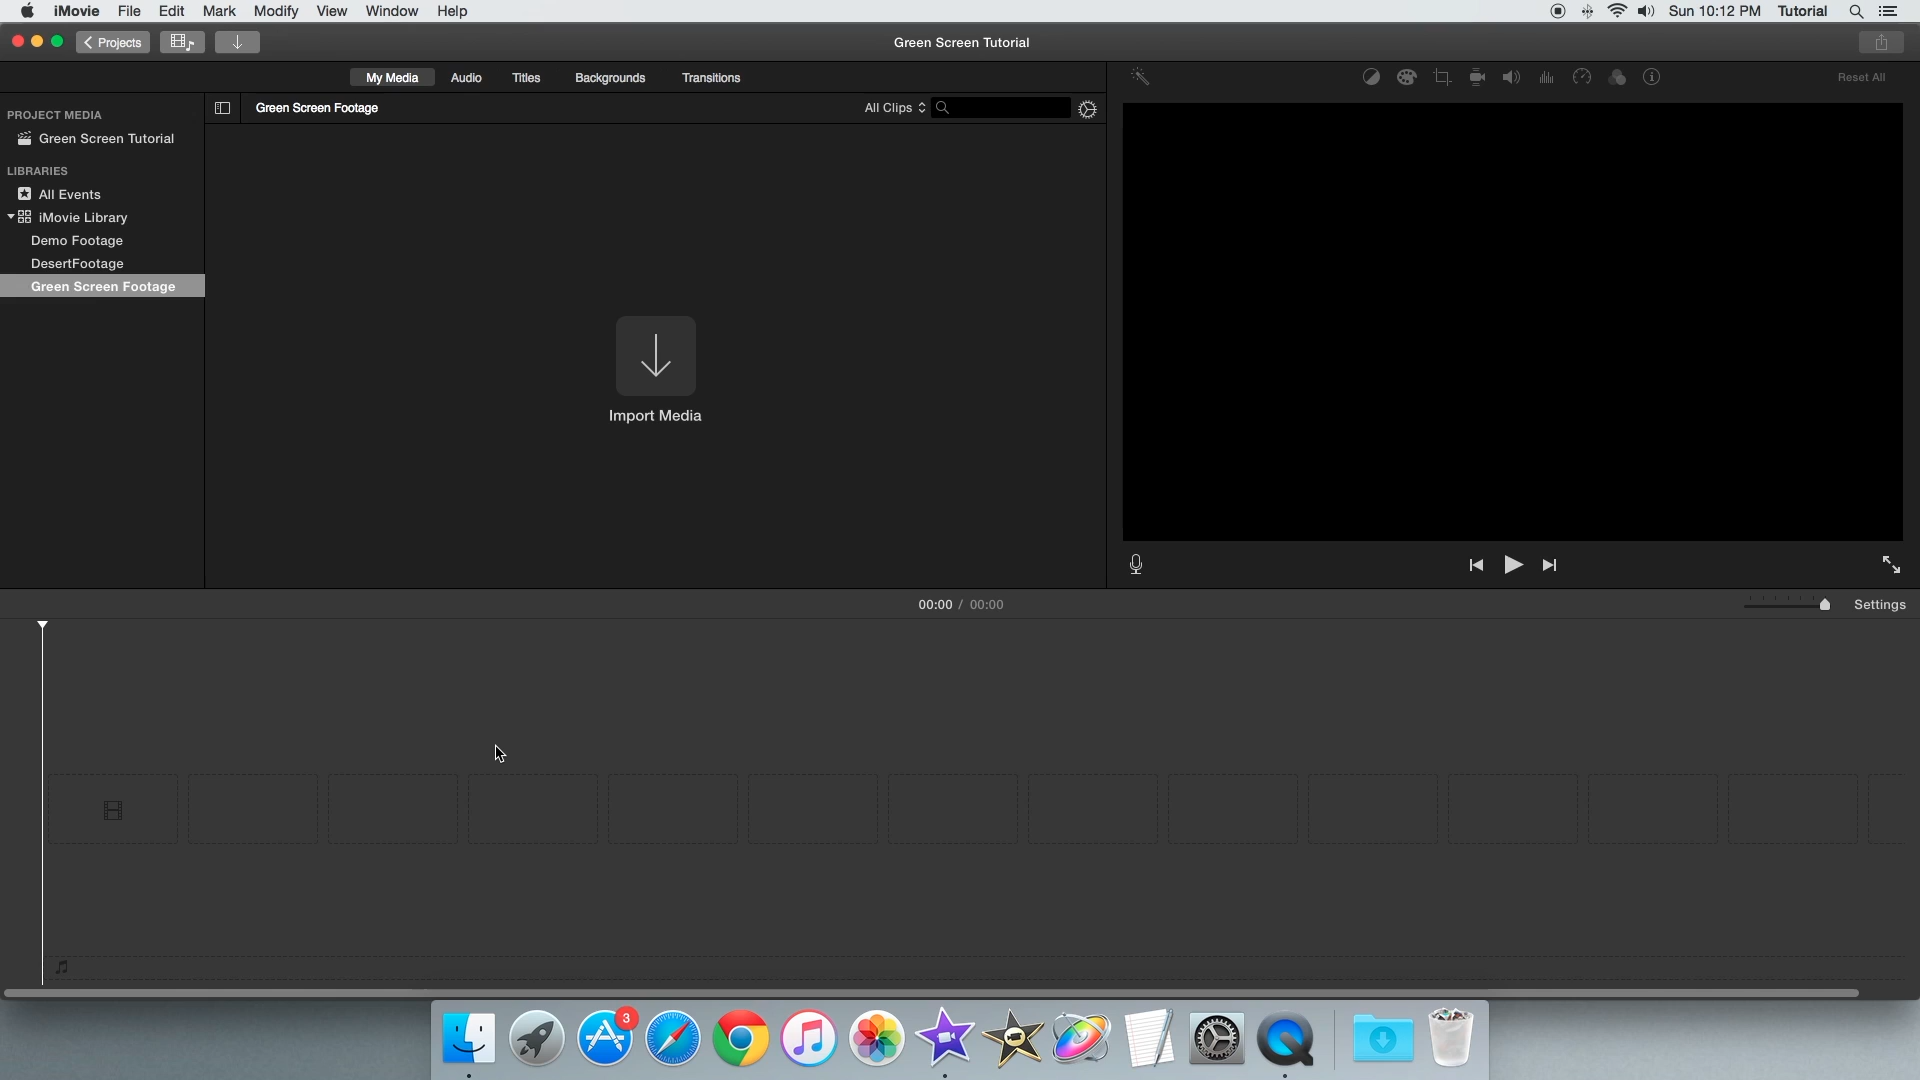 iMovie File Edit Mark Modify View Window Help Sun 10:12 PM Tutorial
Projects Green Screen Tutorial
My Media Audio Titles Backgrounds Transitions Reset All
PROJECT MEDIA
Green Screen Tutorial
LIBRARIES
All Events
iMovie Library
Demo Footage
DesertFootage
Green Screen Footage
Green Screen Footage All Clips
Import Media
00:00 / 00:00 Settings
3